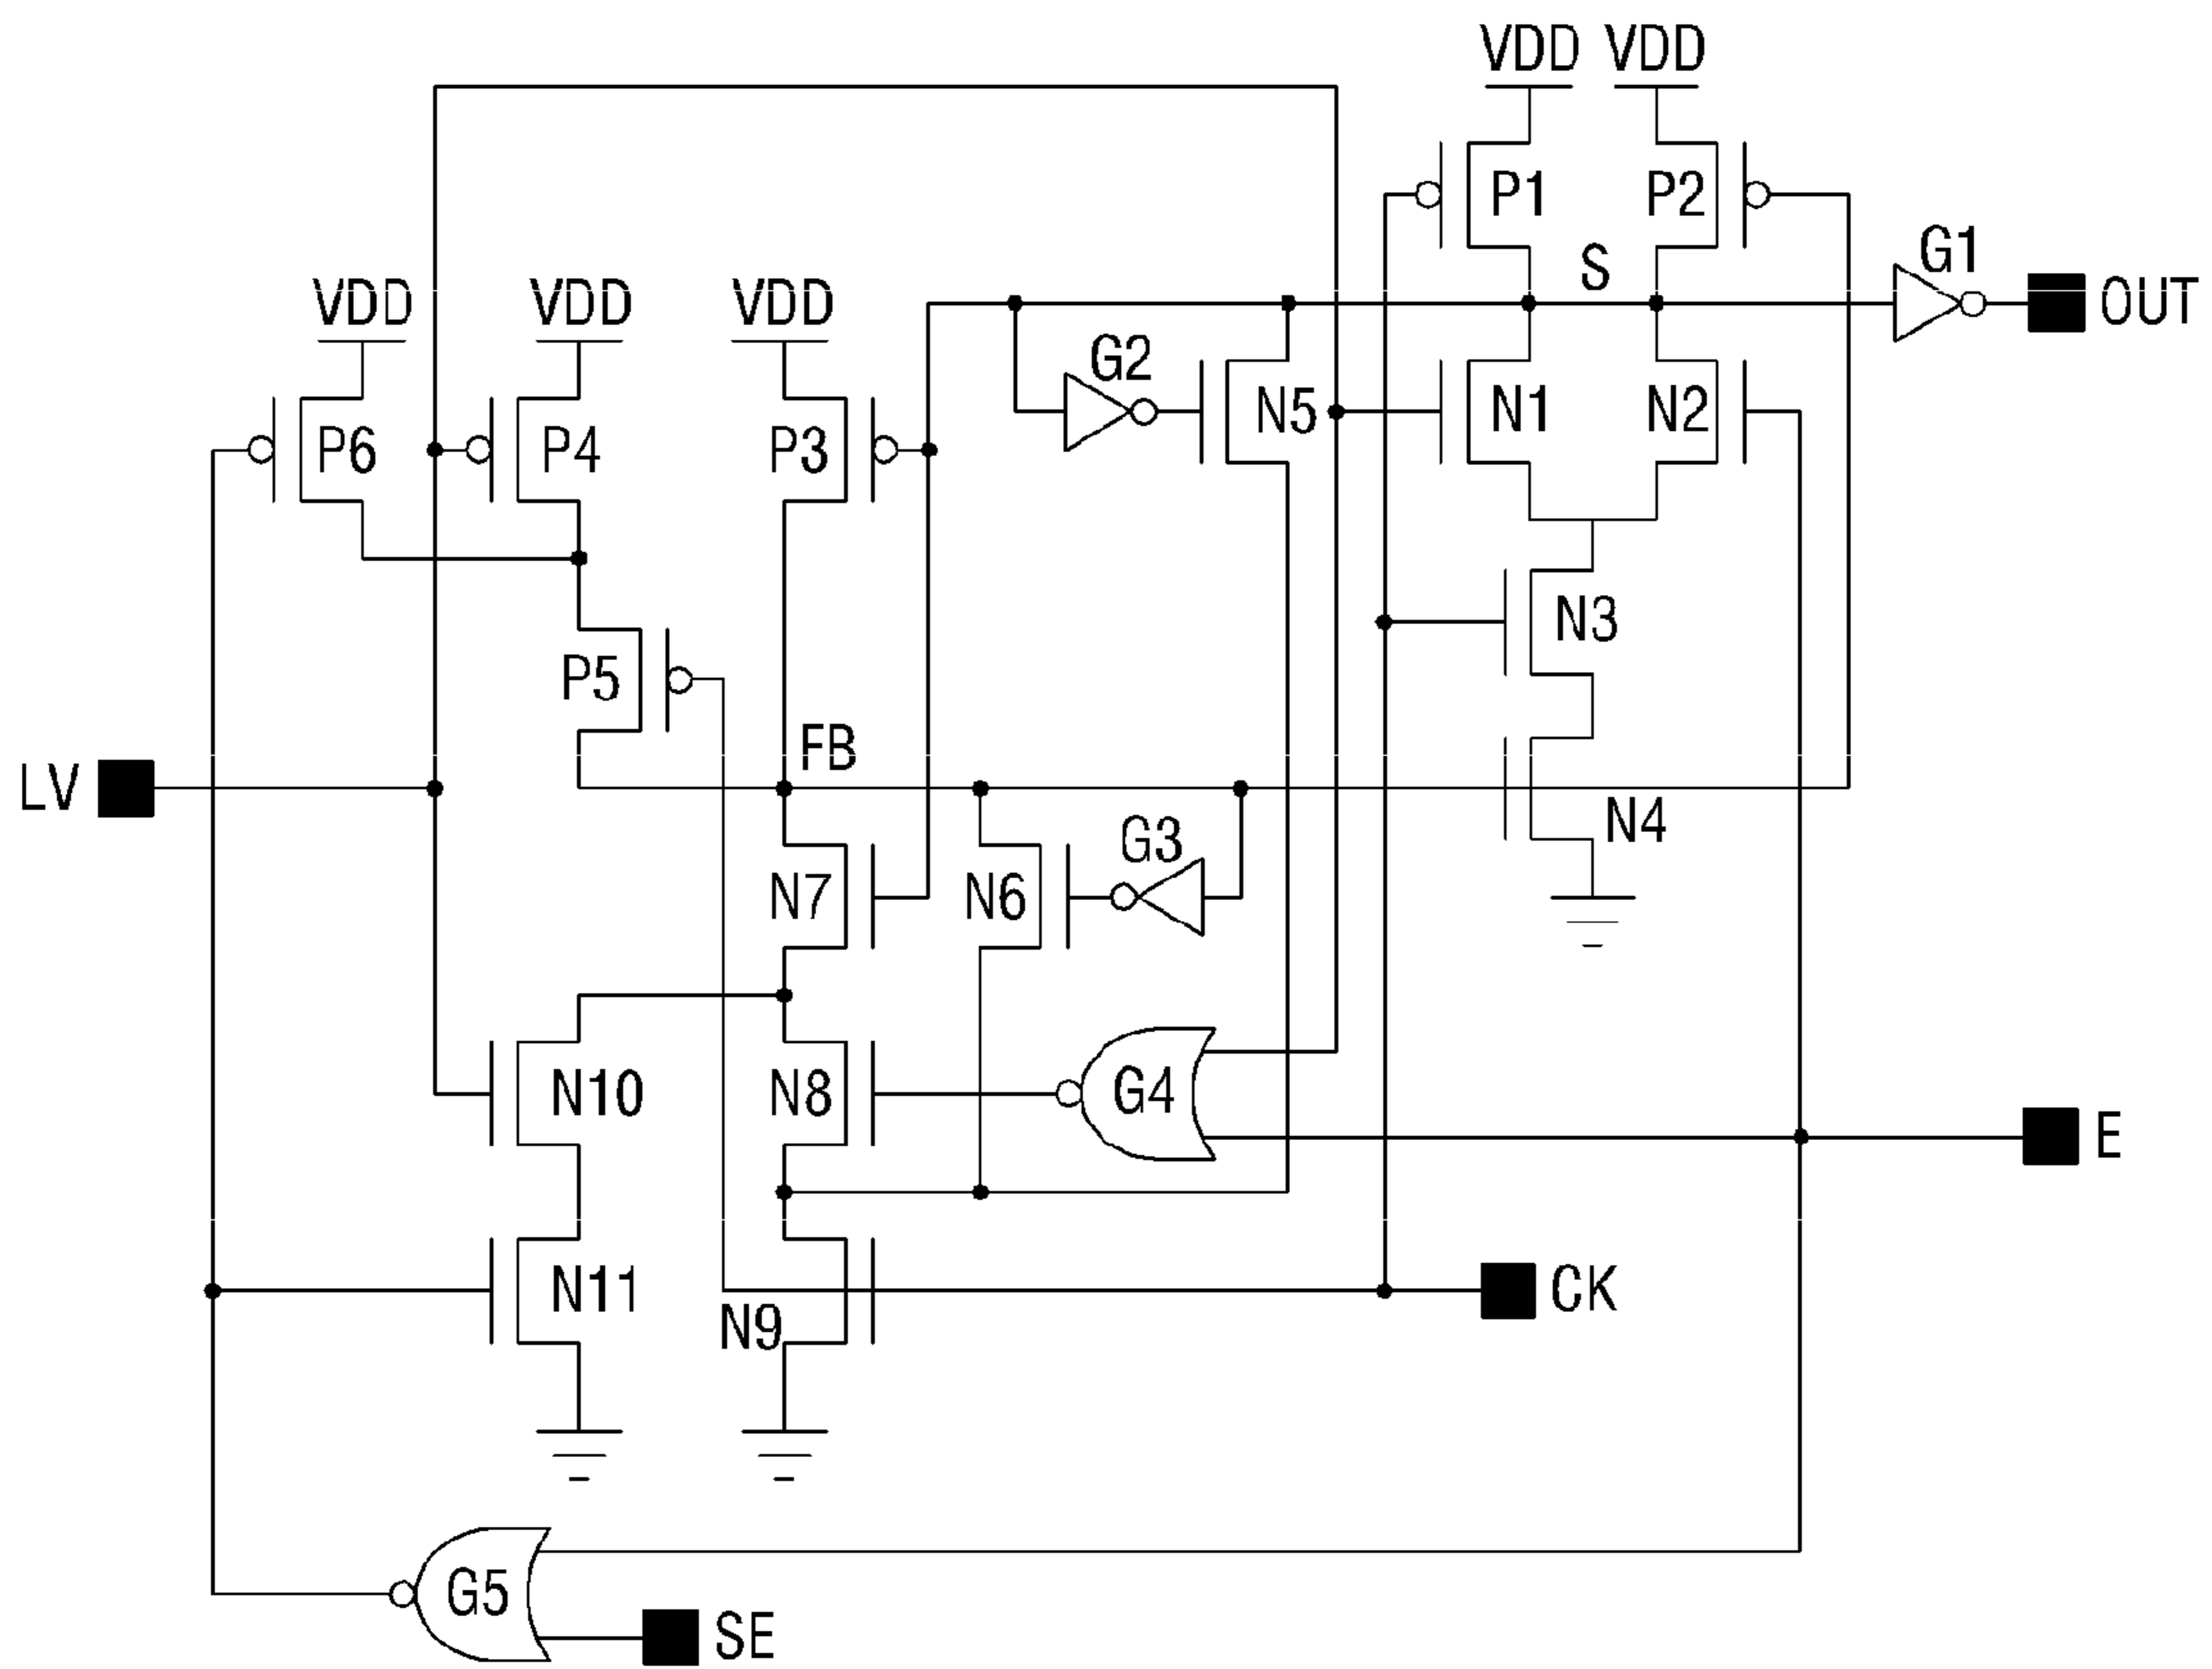 VDD VDD
P1 P2
S G1
OUT
VDD VDD VDD
G2
N5 N1 N2
P6 P4 P3
N3
P5
FB
LV
N4
G3
N7 N6
N10 N8 G4
E
N11 CK
N9
G5
SE